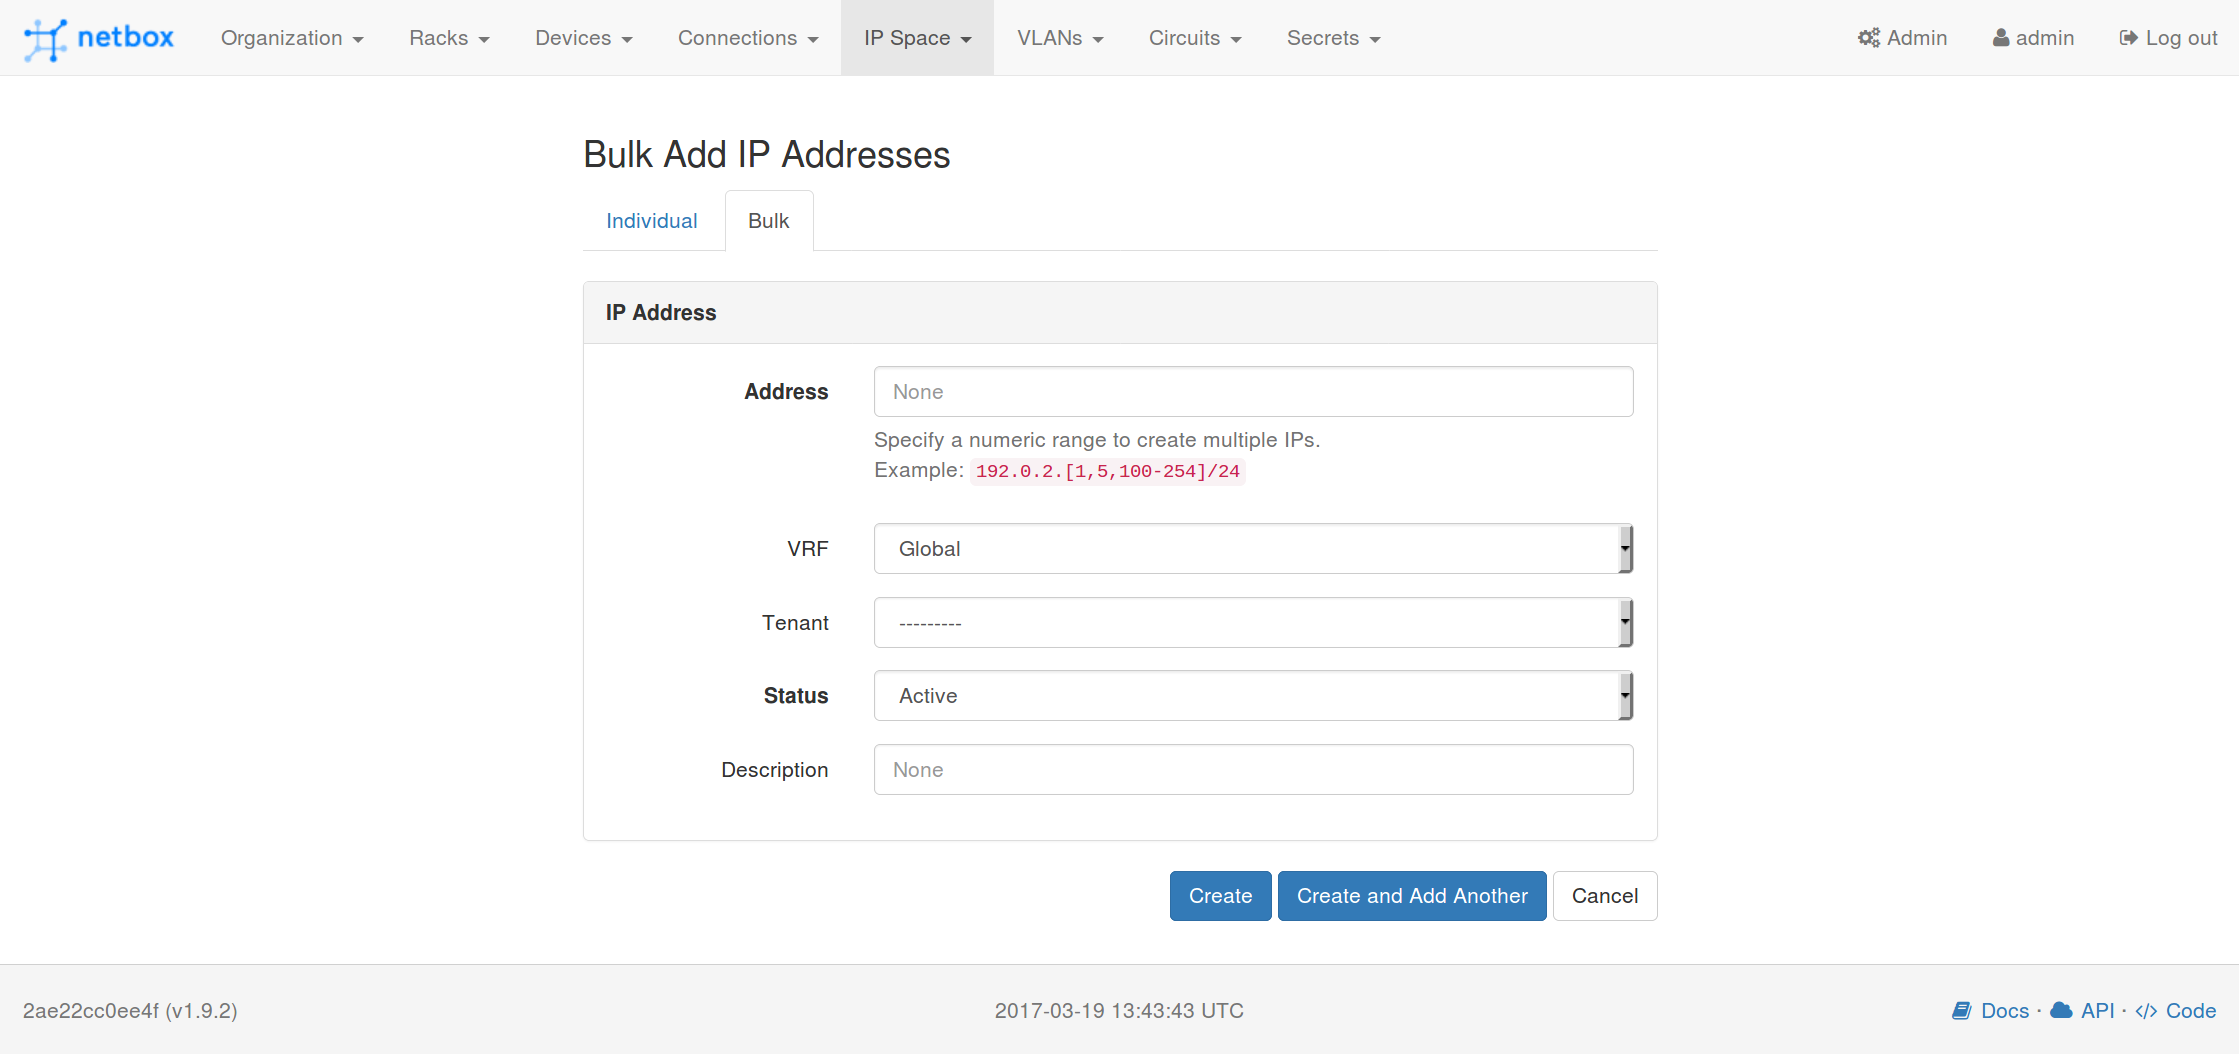 netbox Organization Racks Devices Connections IP Space VLANs Circuits Secrets Admin admin Log out
Bulk Add IP Addresses
Individual Bulk
IP Address
Address None
Specify a numeric range to create multiple IPs.
Example: 192.0.2.[1,5,100-254]/24
VRF Global
Tenant ---------
Status Active
Description None
Create Create and Add Another Cancel
2ae22cc0ee4f (v1.9.2) 2017-03-19 13:43:43 UTC Docs · API · </> Code